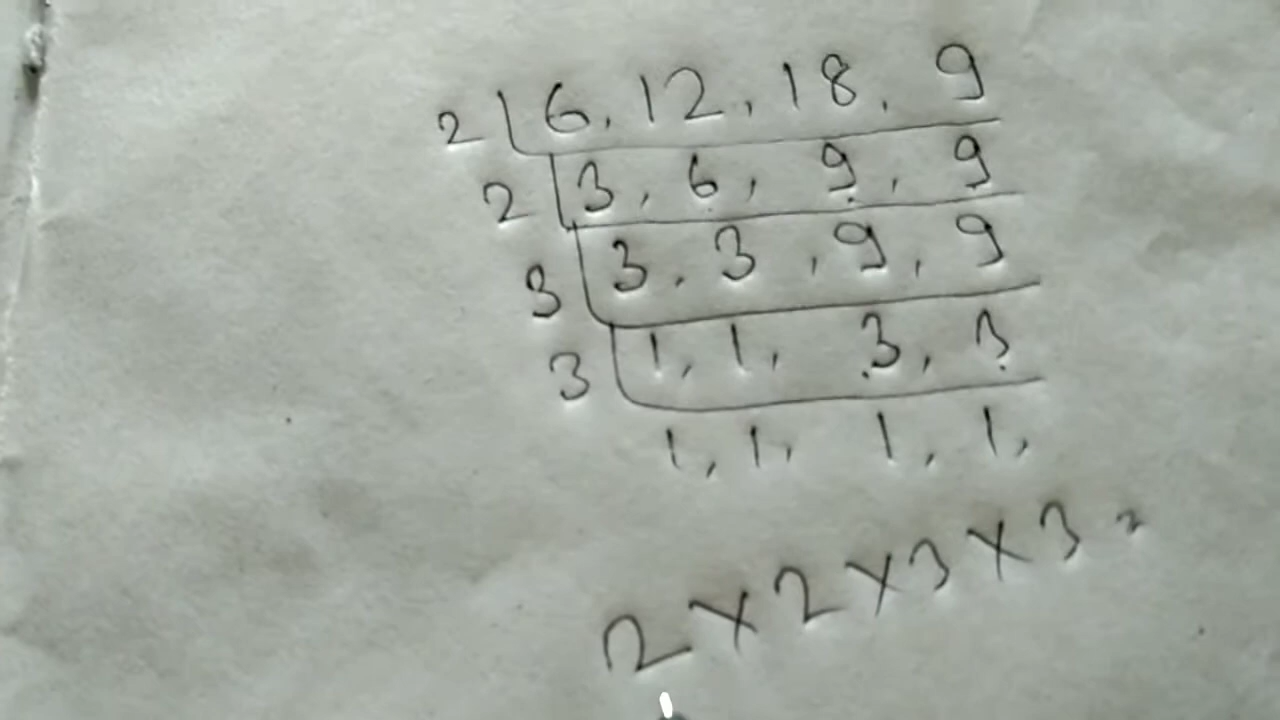 2 | 6, 12, 18, 9
2 | 3, 6, 9, 9
3 | 3, 3, 9, 9
3 | 1, 1, 3, 3
1, 1, 1, 1,
2 × 2 × 3 × 3 =